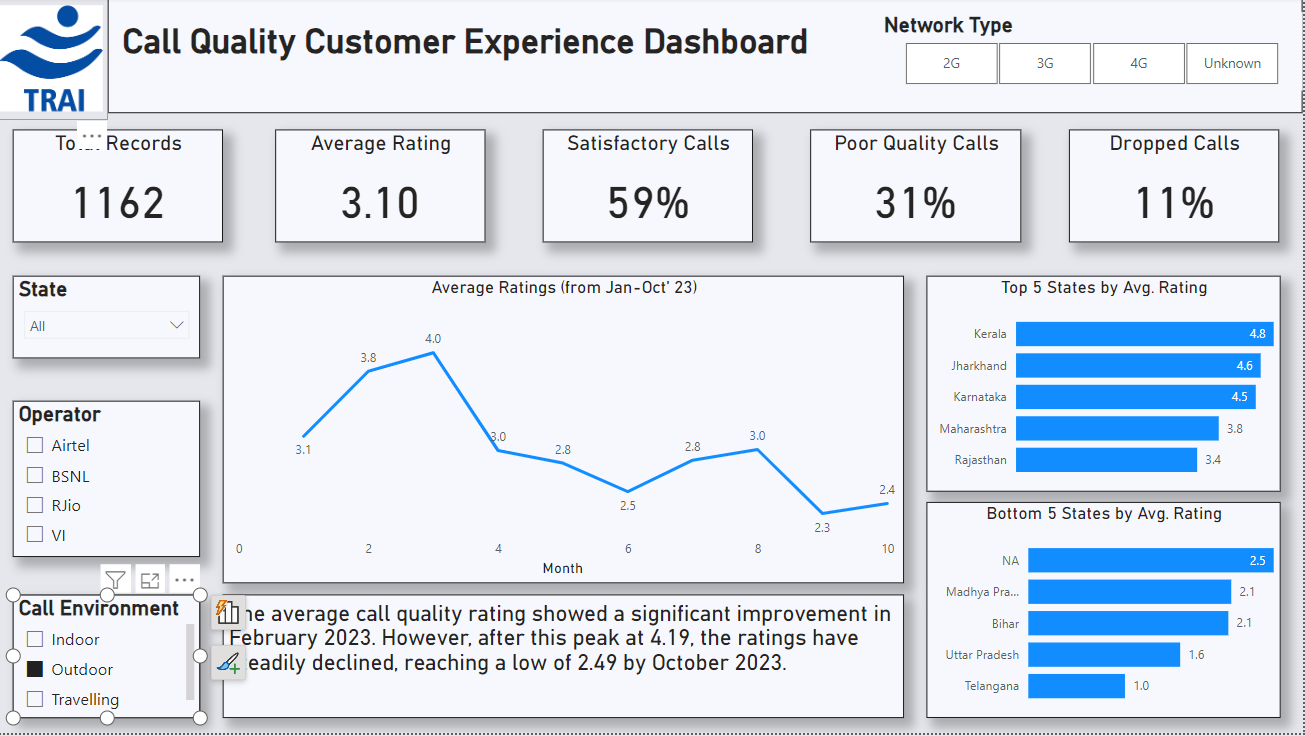 TRAI
Call Quality Customer Experience Dashboard
Network Type
2G
3G
4G
Unknown
Records
1162
Average Rating
3.10
Satisfactory Calls
59%
Poor Quality Calls
31%
Dropped Calls
11%
State
All
Operator
Airtel
BSNL
RJio
VI
Call Environment
Indoor
Outdoor
Travelling
Average Ratings (from Jan-Oct' 23)
3.1
3.8
4.0
3.0
2.8
2.5
2.8
3.0
2.3
2.4
0
2
4
6
8
10
Month
average call quality rating showed a significant improvement in
February 2023. However, after this peak at 4.19, the ratings have
declined, reaching a low of 2.49 by October 2023.
Top 5 States by Avg. Rating
Kerala 4.8
Jharkhand 4.6
Karnataka 4.5
Maharashtra 3.8
Rajasthan 3.4
Bottom 5 States by Avg. Rating
NA 2.5
Madhya Pra... 2.1
Bihar 2.1
Uttar Pradesh 1.6
Telangana 1.0